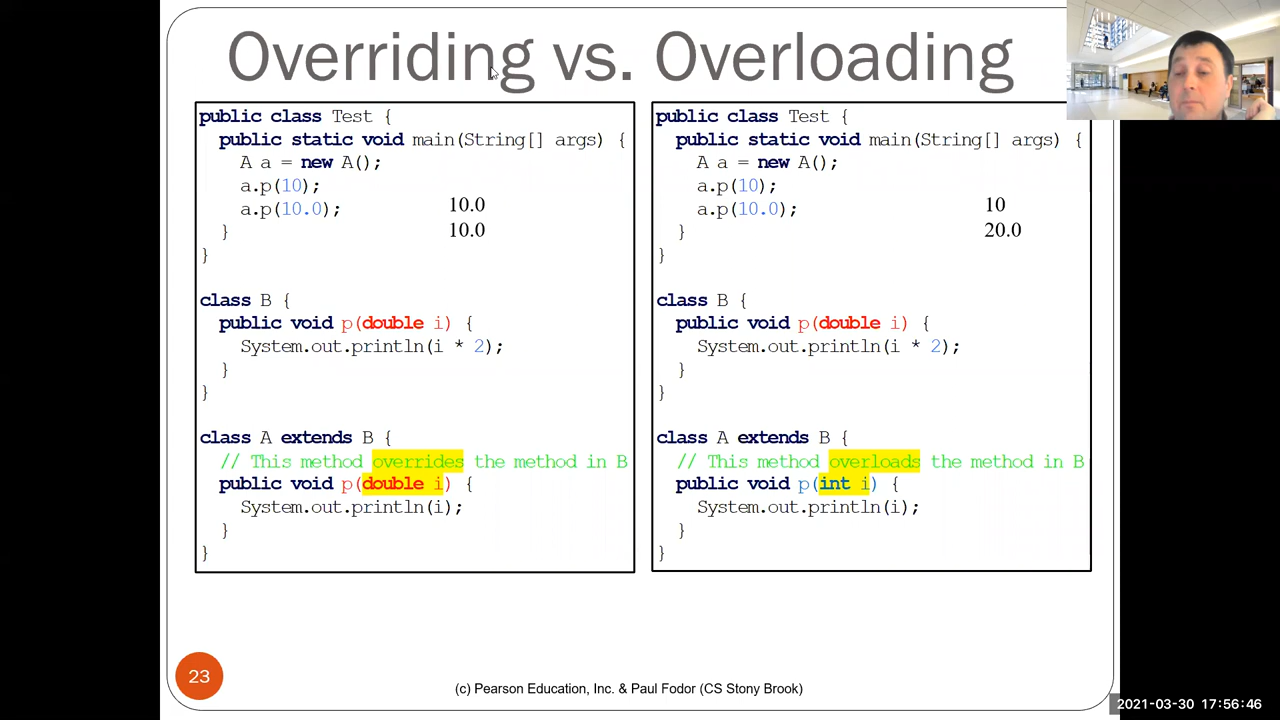 Overriding vs. Overloading
public class Test {
public static void main(String[] args) {
A a = new A();
a.p(10);
a.p(10.0);
}
}
10.0
10.0
class B {
public void p(double i) {
System.out.println(i * 2);
}
}
class A extends B {
// This method overrides the method in B
public void p(double i) {
System.out.println(i);
}
}
public class Test {
public static void main(String[] args) {
A a = new A();
a.p(10);
a.p(10.0);
}
}
10
20.0
class B {
public void p(double i) {
System.out.println(i * 2);
}
}
class A extends B {
// This method overloads the method in B
public void p(int i) {
System.out.println(i);
}
}
23
(c) Pearson Education, Inc. & Paul Fodor (CS Stony Brook)
2021-03-30 17:56:46